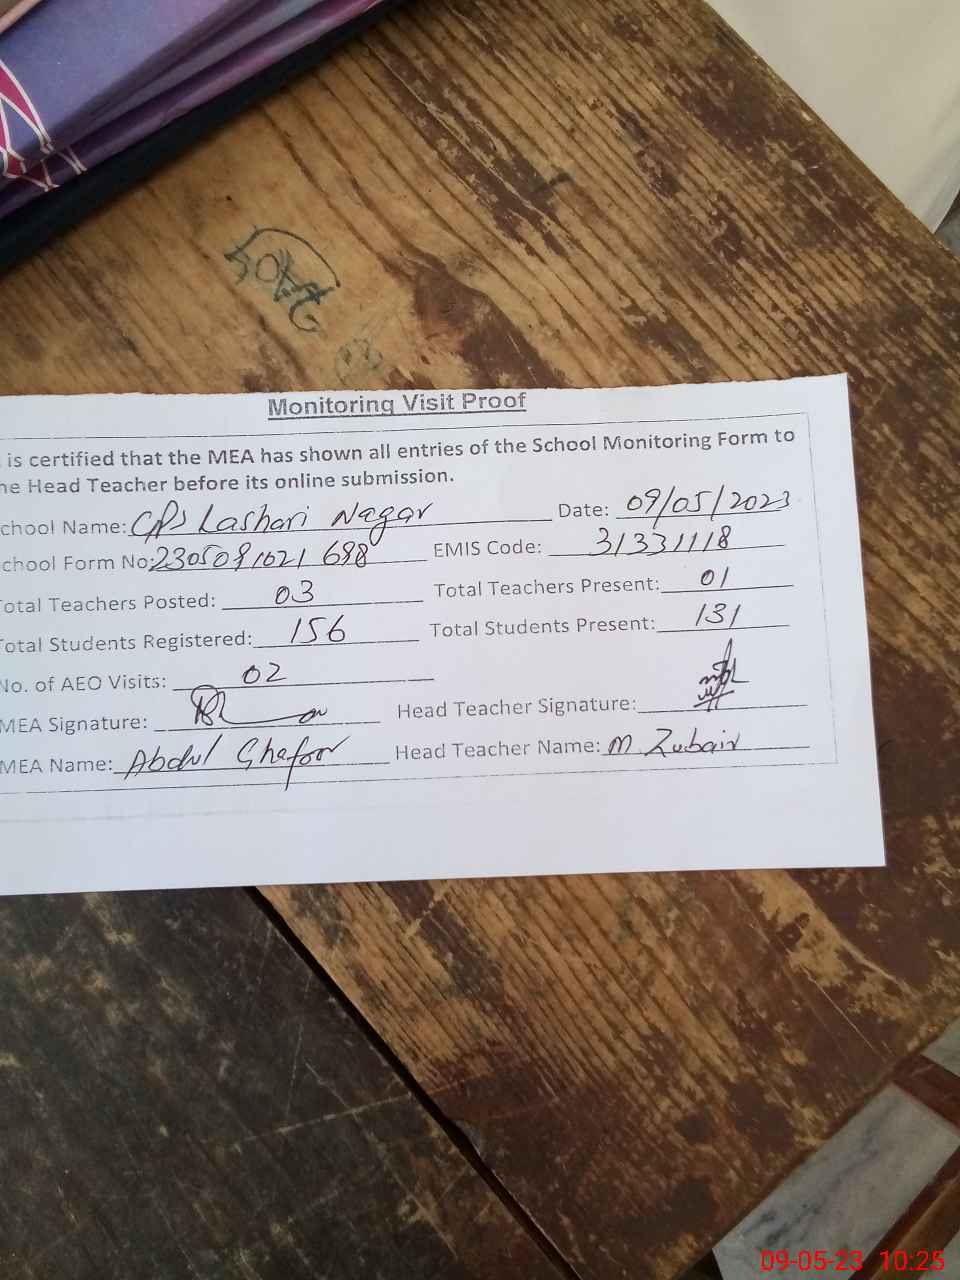 Monitoring Visit Proof
is certified that the MEA has shown all entries of the School Monitoring Form to
he Head Teacher before its online submission.
chool Name: GPS Lashari Nagar Date: 09/05/2023
chool Form No: 2305091021698 EMIS Code: 31331118
Total Teachers Posted: 03 Total Teachers Present: 01
Total Students Registered: 156 Total Students Present: 131
No. of AEO Visits: 02
MEA Signature: Head Teacher Signature:
MEA Name: Abdul Ghafoor Head Teacher Name: M. Zubair
09-05-23 10:25